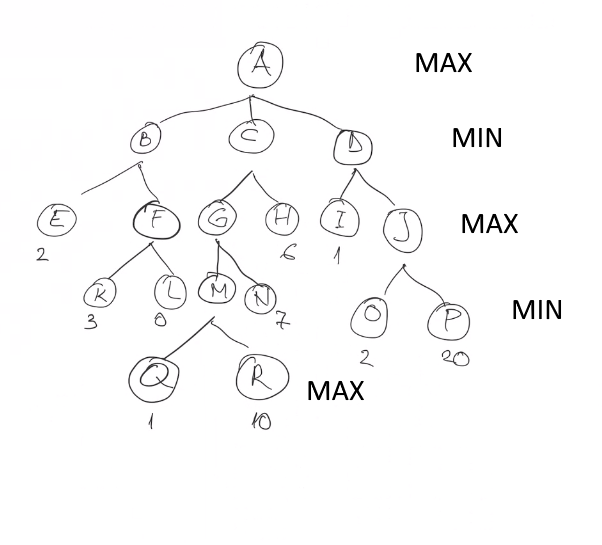 A MAX
B C D MIN
E F G H I J MAX
2 6 1
K L M N O P MIN
3 0 7 2 20
Q R MAX
1 10